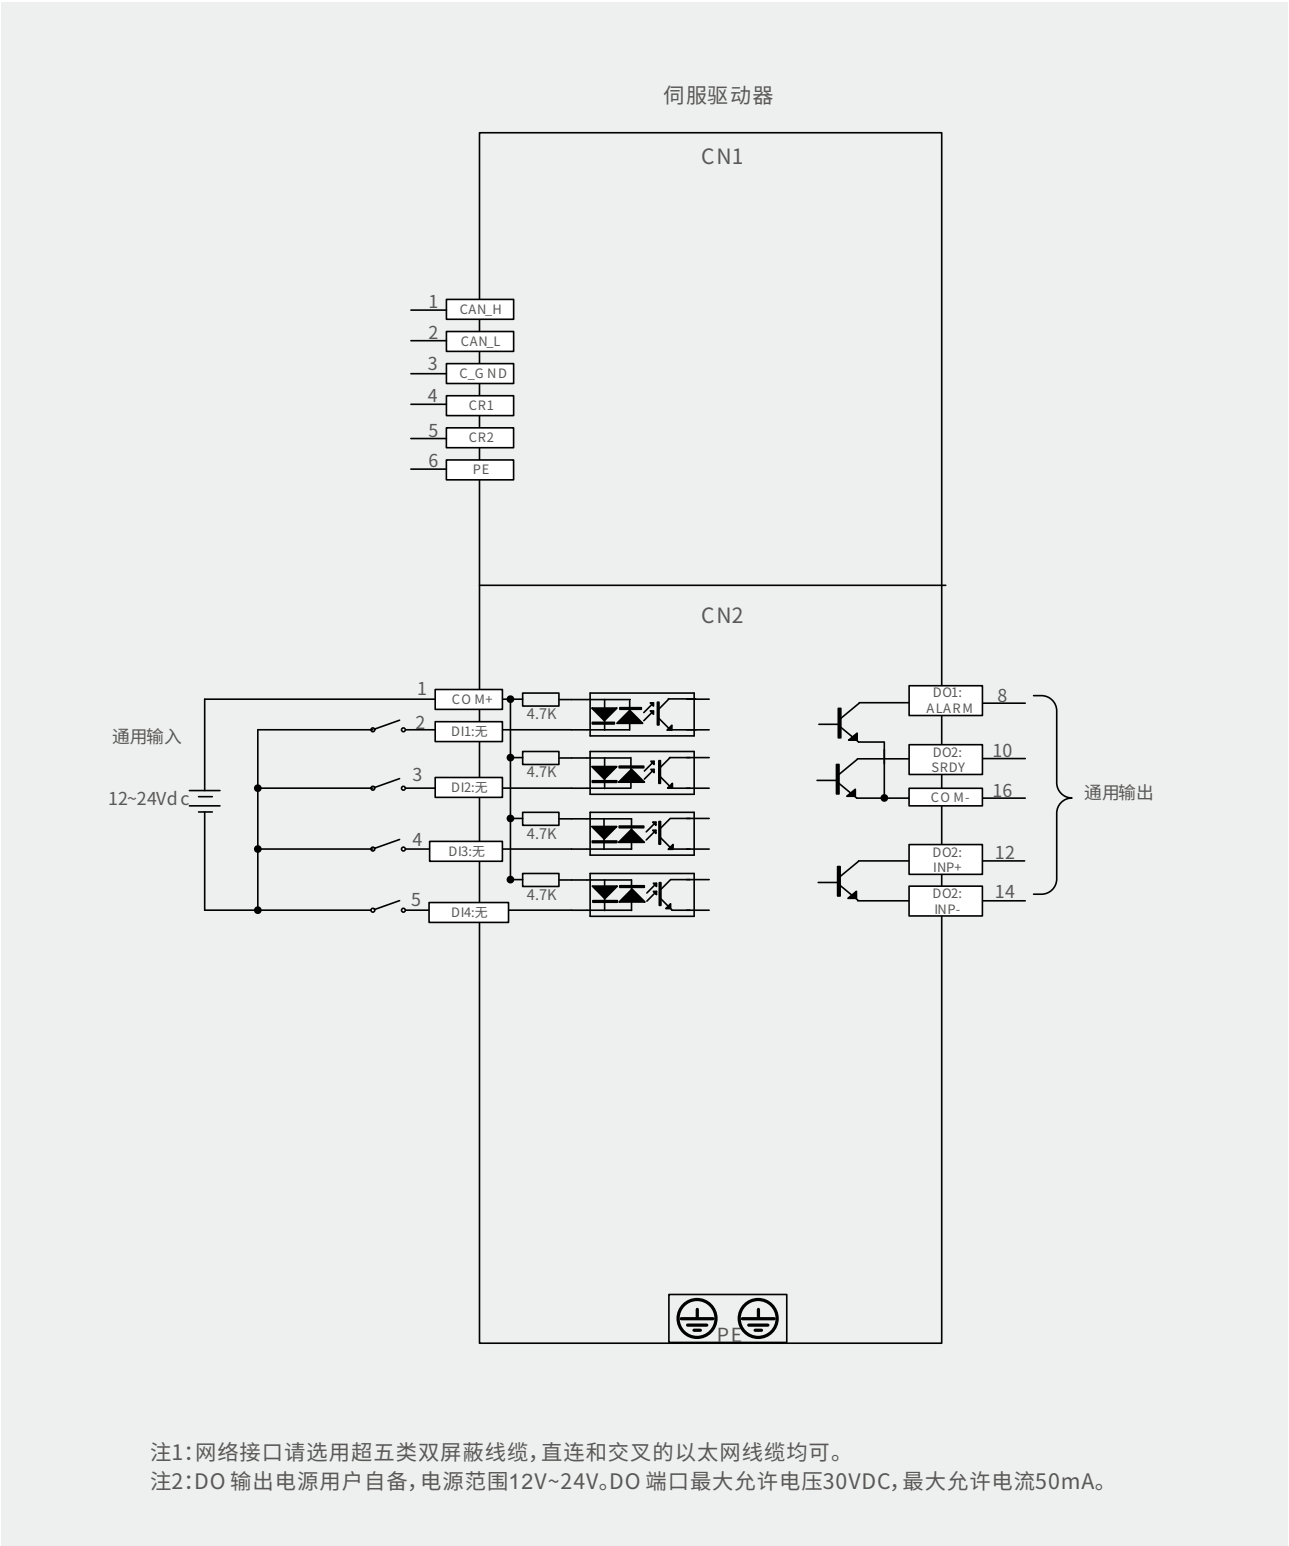 伺服驱动器
CN1
1
CAN_H
2
CAN_L
3
C_GND
4
CR1
5
CR2
6
PE
CN2
通用输入
12~24Vdc
1
COM+
4.7K
2
DI1:无
4.7K
3
DI2:无
4.7K
4
DI3:无
4.7K
5
DI4:无
DO1:
ALARM
8
DO2:
SRDY
10
COM-
16
DO2:
INP+
12
DO2:
INP-
14
通用输出
PE
注1：网络接口请选用超五类双屏蔽线缆，直连和交叉的以太网线缆均可。
注2：DO 输出电源用户自备，电源范围12V~24V。DO 端口最大允许电压30VDC，最大允许电流50mA。